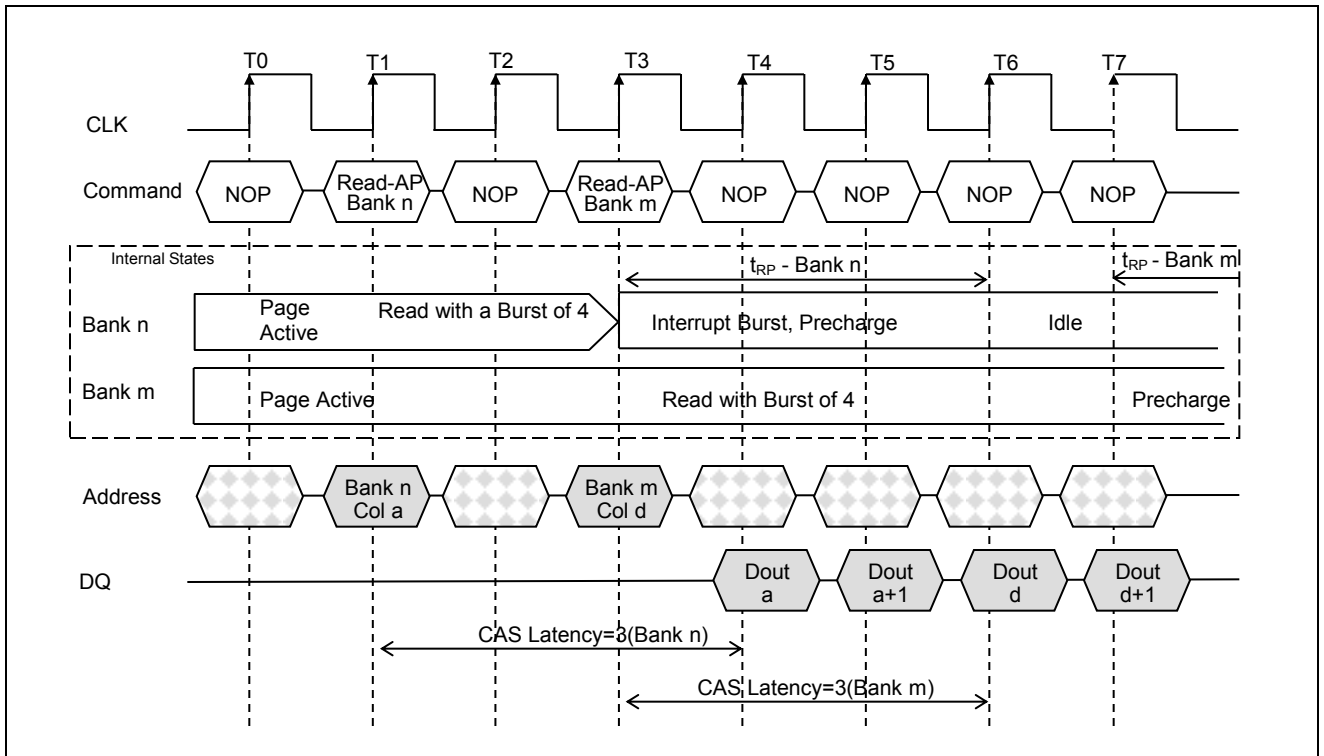 T0 T1 T2 T3 T4 T5 T6 T7
CLK
Command
NOP
Read-AP
Bank n
NOP
Read-AP
Bank m
NOP
NOP
NOP
NOP
Internal States
tRP - Bank n
tRP - Bank m
Bank n
Page
Active
Read with a Burst of 4
Interrupt Burst, Precharge
Idle
Bank m
Page Active
Read with Burst of 4
Precharge
Address
Bank n
Col a
Bank m
Col d
DQ
Dout
a
Dout
a+1
Dout
d
Dout
d+1
CAS Latency=3(Bank n)
CAS Latency=3(Bank m)